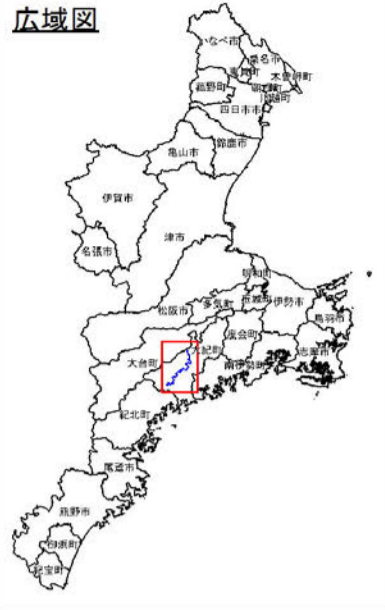 広域図
いなべ市
桑名市
東員町
木曽岬町
菰野町
朝日町
川越町
四日市市
鈴鹿市
亀山市
伊賀市
津市
名張市
明和町
松阪市
多気町
玉城町
伊勢市
鳥羽市
度会町
大台町
大紀町
南伊勢町
志摩市
紀北町
尾鷲市
熊野市
御浜町
紀宝町